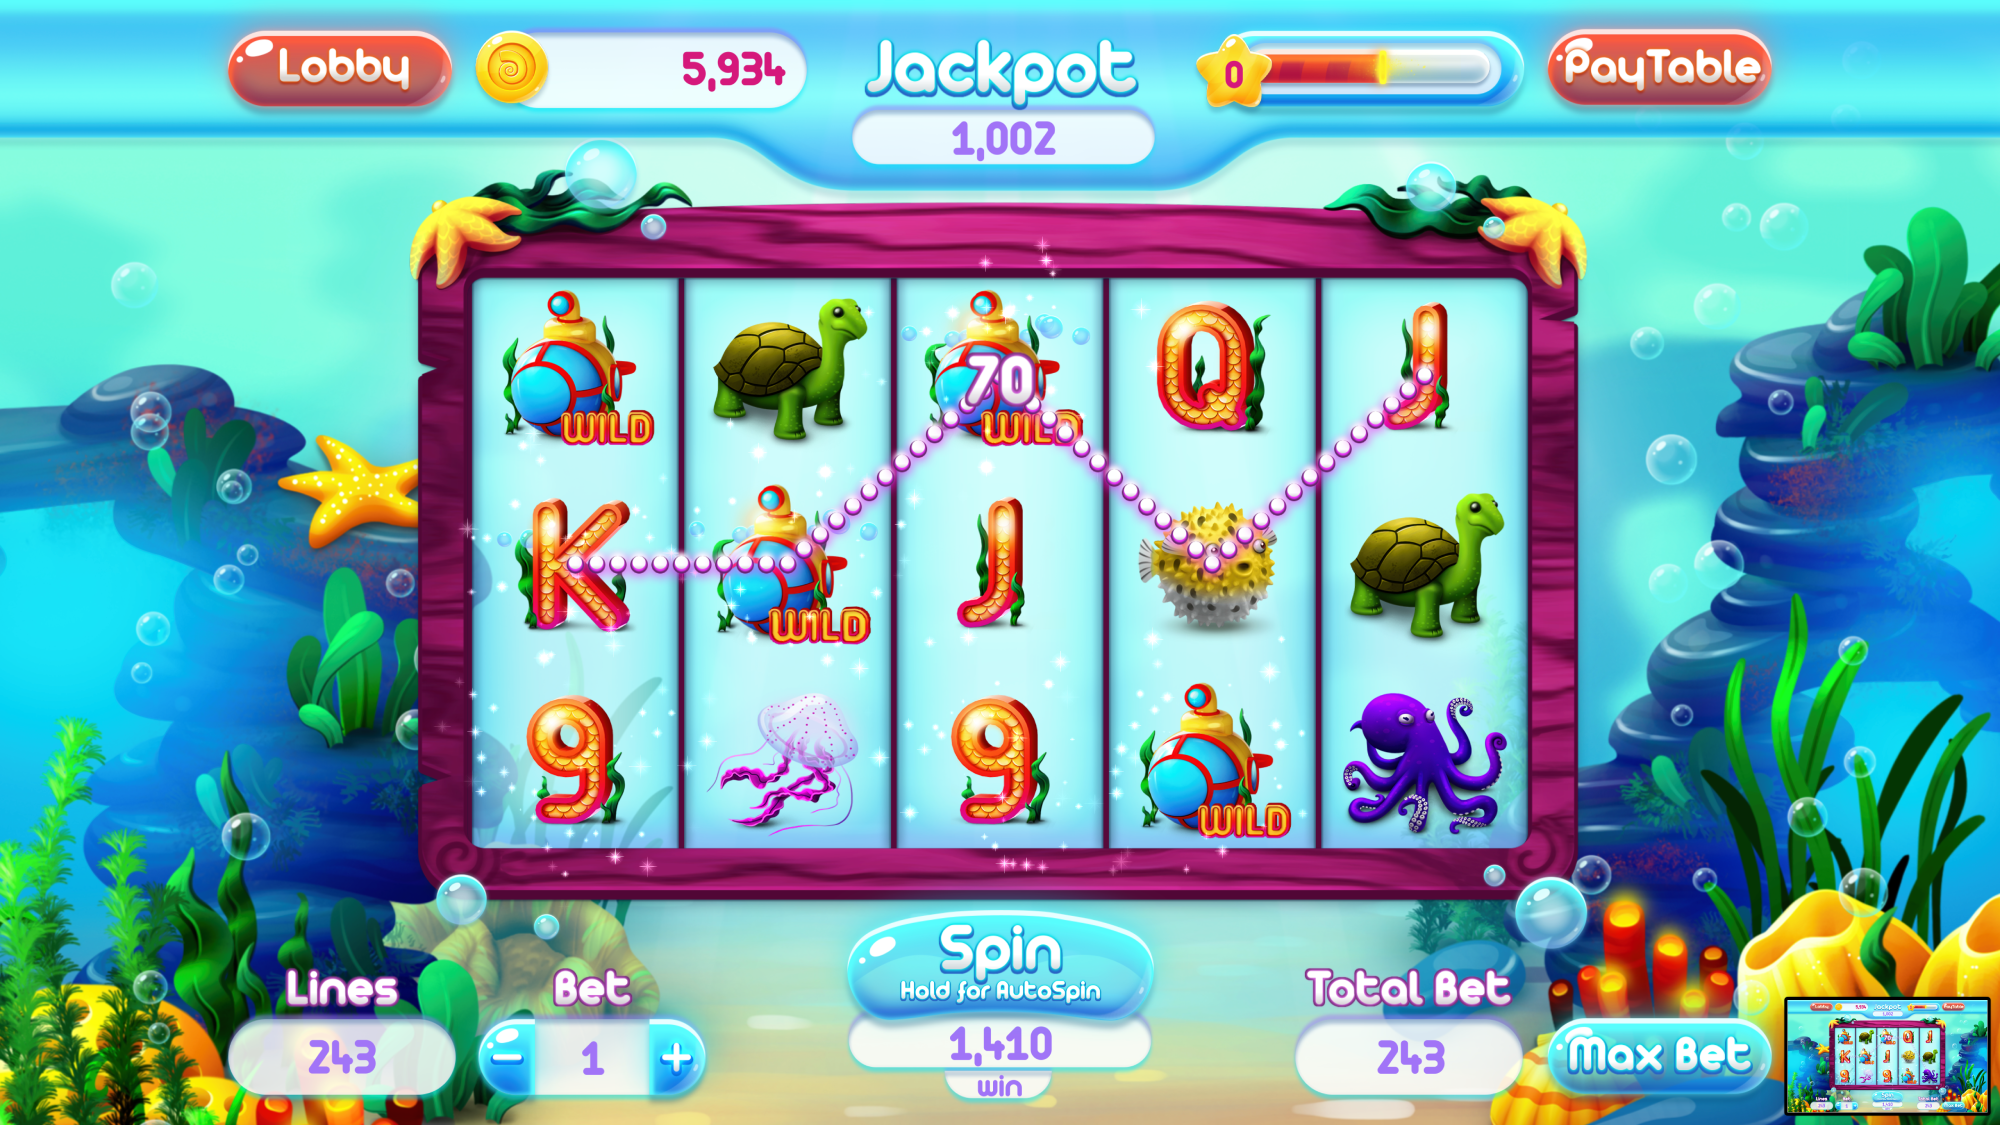 Lobby
5,934
Jackpot
1,002
0
PayTable
WILD
70
WILD
Q
J
K
WILD
J
9
9
WILD
Spin
Hold for AutoSpin
Lines
243
Bet
- 1 +
1,410
win
Total Bet
243
Max Bet